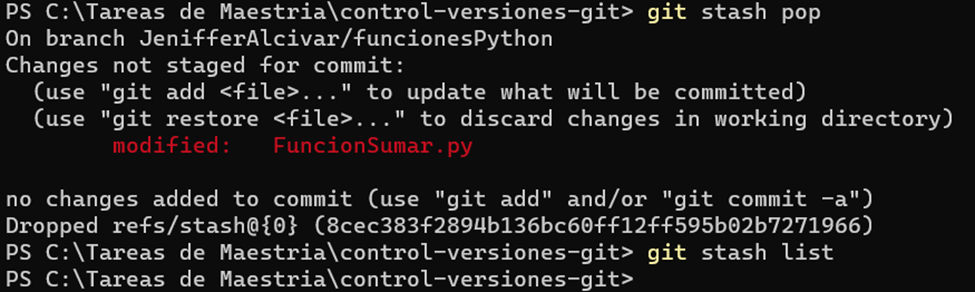 PS C:\Tareas de Maestria\control-versiones-git> git stash pop
On branch JenifferAlcivar/funcionesPython
Changes not staged for commit:
  (use "git add <file>..." to update what will be committed)
  (use "git restore <file>..." to discard changes in working directory)
        modified:   FuncionSumar.py

no changes added to commit (use "git add" and/or "git commit -a")
Dropped refs/stash@{0} (8cec383f2894b136bc60ff12ff595b02b7271966)
PS C:\Tareas de Maestria\control-versiones-git> git stash list
PS C:\Tareas de Maestria\control-versiones-git>